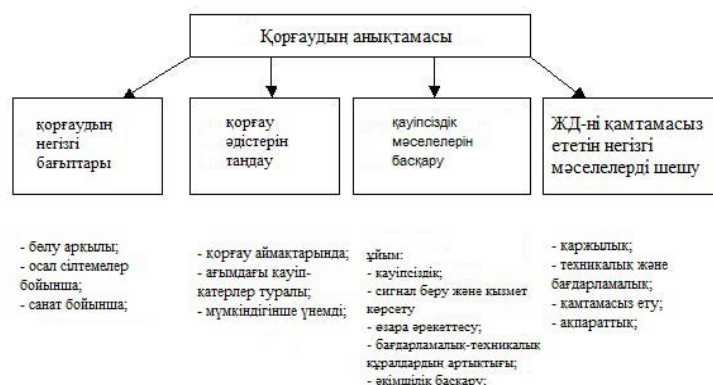 Қорғаудың анықтамасы
қорғаудың
негізгі
бағыттары
қорғау
әдістерін
таңдау
қауіпсіздік
мәселелерін
басқару
ЖД-ні қамтамасыз
ететін негізгі
мәселелерді шешу
- бөлу арқылы;
- осал сілтемелер
бойынша;
- санат бойынша;
- қорғау аймақтарында;
- ағымдағы қауіп-
қатерлер туралы;
- мүмкіндігінше үнемді;
ұйым:
- қауіпсіздік;
- сигнал беру және қызмет
көрсету
- өзара әрекеттесу;
- бағдарламалық-техникалық
құралдардың артықтығы;
- әкімшілік басқару;
- қаржылық;
- техникалық және
бағдарламалық;
- қамтамасыз ету;
- ақпараттық;